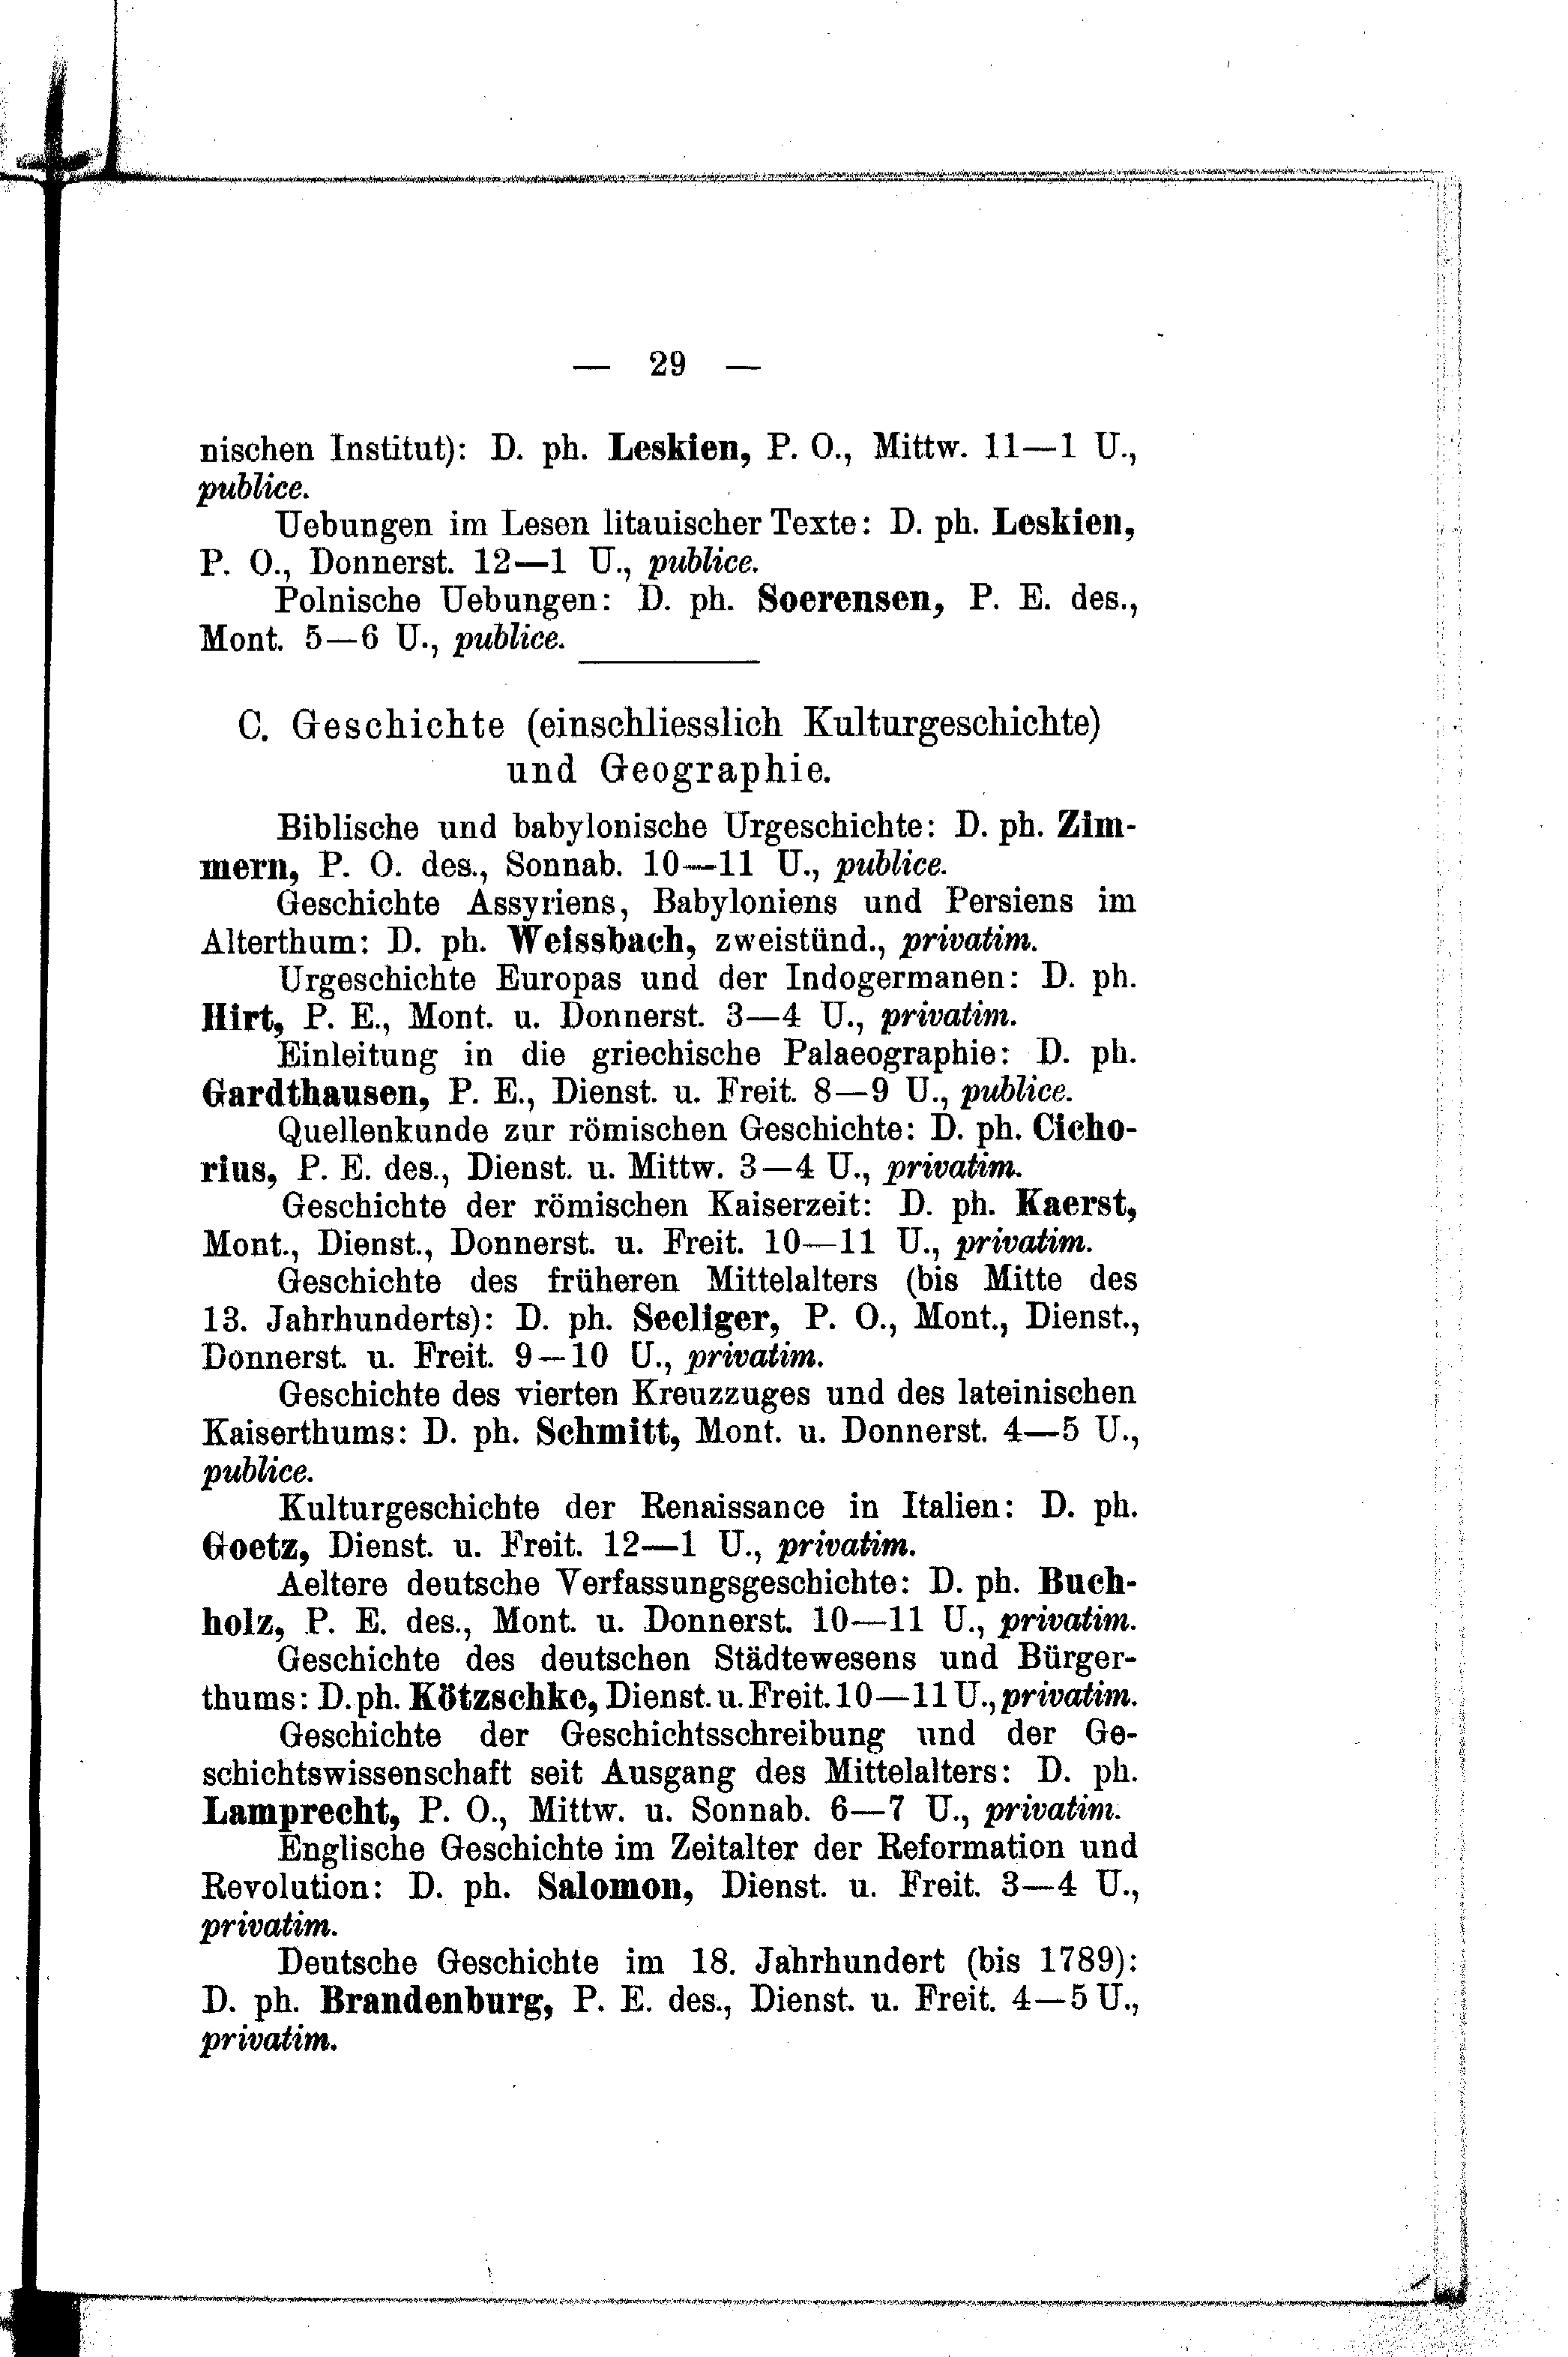 — 29 —
nischen Institut): D. ph. Leskien, P. O., Mittw. 11—1 U.,
publice.
Uebungen im Lesen litauischer Texte: D. ph. Leskien,
P. O., Donnerst. 12—1 U., publice.
Polnische Uebungen: D. ph. Soerensen, P. E. des.,
Mont. 5—6 U., publice.
C. Geschichte (einschliesslich Kulturgeschichte)
und Geographie.
Biblische und babylonische Urgeschichte: D. ph. Zim-
mern, P. O. des., Sonnab. 10—11 U., publice.
Geschichte Assyriens, Babyloniens und Persiens im
Alterthum: D. ph. Weissbach, zweistünd., privatim.
Urgeschichte Europas und der Indogermanen: D. ph.
Hirt, P. E., Mont. u. Donnerst. 3—4 U., privatim.
Einleitung in die griechische Palaeographie: D. ph.
Gardthausen, P. E., Dienst. u. Freit. 8—9 U., publice.
Quellenkunde zur römischen Geschichte: D. ph. Cicho-
rius, P. E. des., Dienst. u. Mittw. 3—4 U., privatim.
Geschichte der römischen Kaiserzeit: D. ph. Kaerst,
Mont., Dienst., Donnerst. u. Freit. 10—11 U., privatim.
Geschichte des früheren Mittelalters (bis Mitte des
13. Jahrhunderts): D. ph. Seeliger, P. O., Mont., Dienst.,
Donnerst. u. Freit. 9—10 U., privatim.
Geschichte des vierten Kreuzzuges und des lateinischen
Kaiserthums: D. ph. Schmitt, Mont. u. Donnerst. 4—5 U.,
publice.
Kulturgeschichte der Renaissance in Italien: D. ph.
Goetz, Dienst. u. Freit. 12—1 U., privatim.
Aeltere deutsche Verfassungsgeschichte: D. ph. Buch-
holz, P. E. des., Mont. u. Donnerst. 10—11 U., privatim.
Geschichte des deutschen Städtewesens und Bürger-
thums: D. ph. Kötzschke, Dienst. u. Freit. 10—11 U., privatim.
Geschichte der Geschichtsschreibung und der Ge-
schichtswissenschaft seit Ausgang des Mittelalters: D. ph.
Lamprecht, P. O., Mittw. u. Sonnab. 6—7 U., privatim.
Englische Geschichte im Zeitalter der Reformation und
Revolution: D. ph. Salomon, Dienst. u. Freit. 3—4 U.,
privatim.
Deutsche Geschichte im 18. Jahrhundert (bis 1789):
D. ph. Brandenburg, P. E. des., Dienst. u. Freit. 4—5 U.,
privatim.